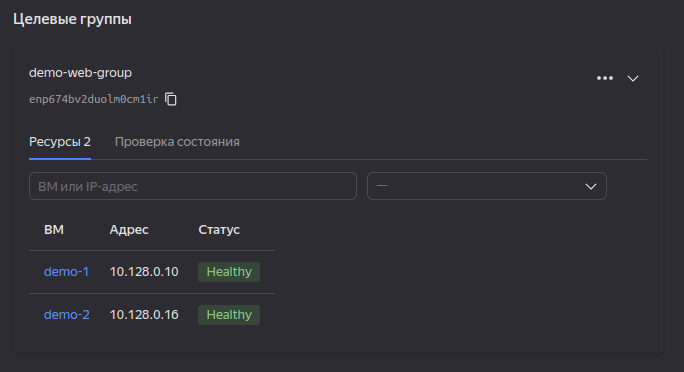 Целевые группы
demo-web-group
enp674bv2duolm0cm1ir
Ресурсы 2 Проверка состояния
ВМ или IP-адрес —
ВМ Адрес Статус
demo-1 10.128.0.10 Healthy
demo-2 10.128.0.16 Healthy